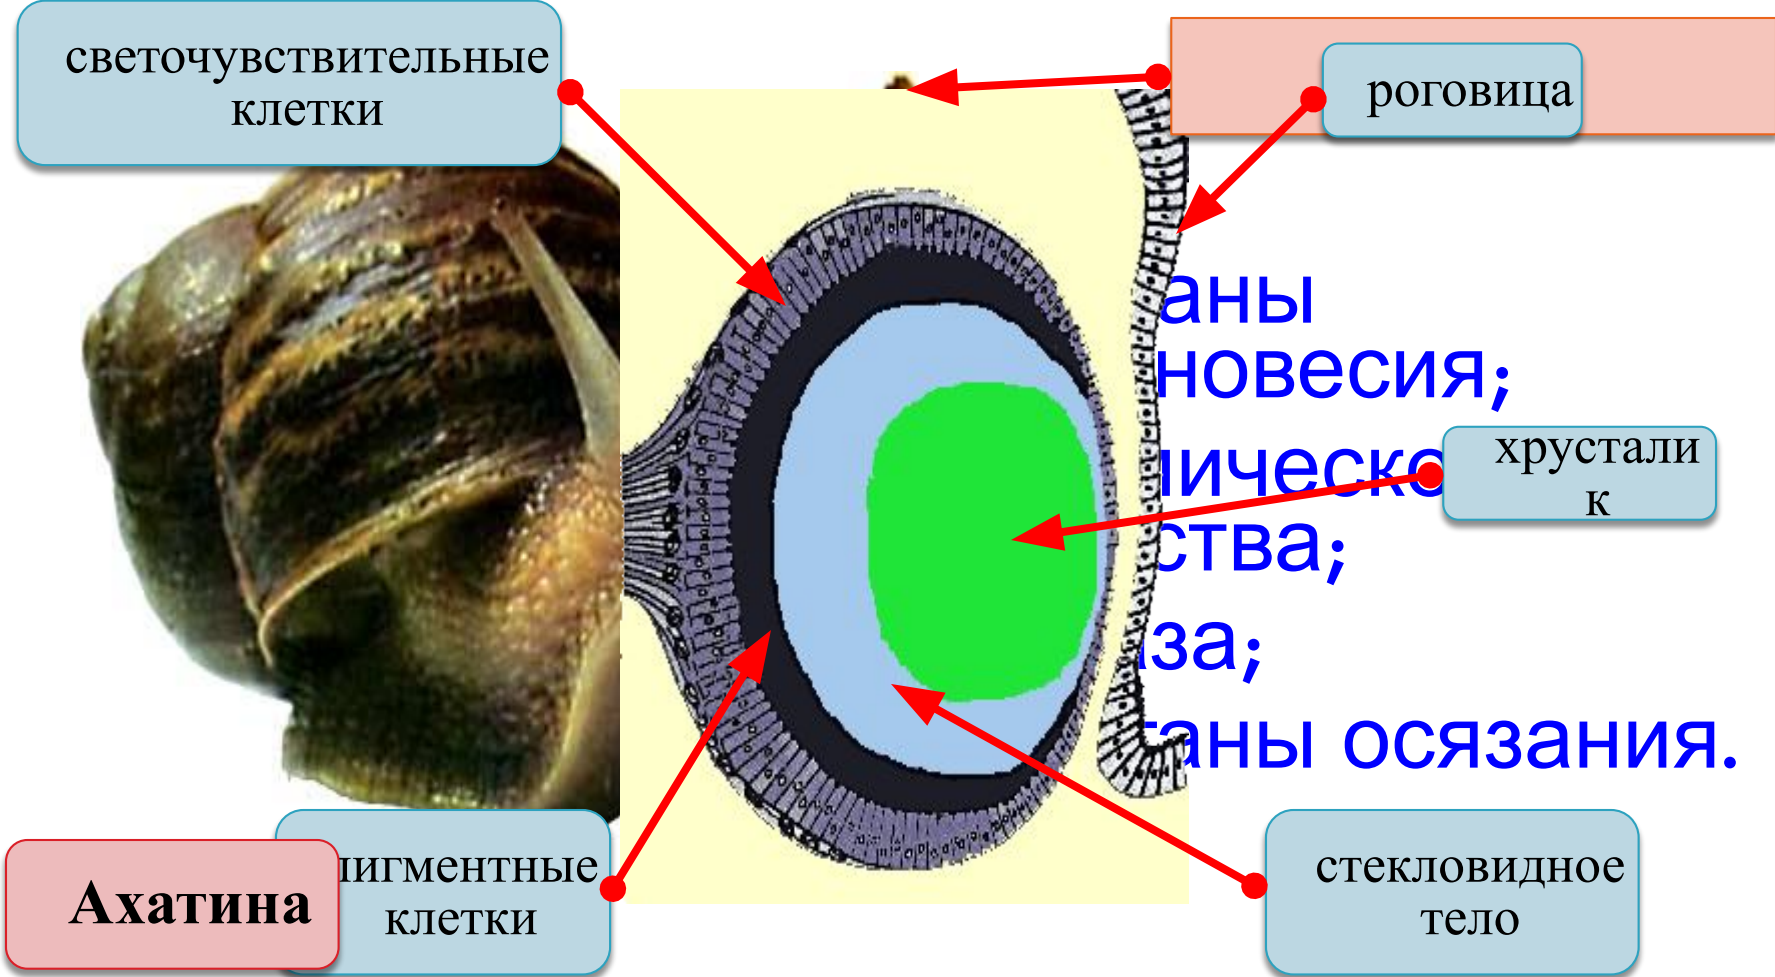 светочувствительные
клетки
роговица
аны
новесия;
хрустали
к
ства;
за;
аны осязания.
пигментные
клетки
Ахатина
стекловидное
тело